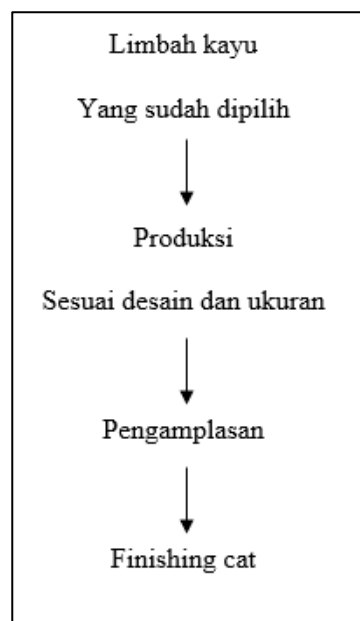 Limbah kayu
Yang sudah dipilih
Produksi
Sesuai desain dan ukuran
Pengamplasan
Finishing cat